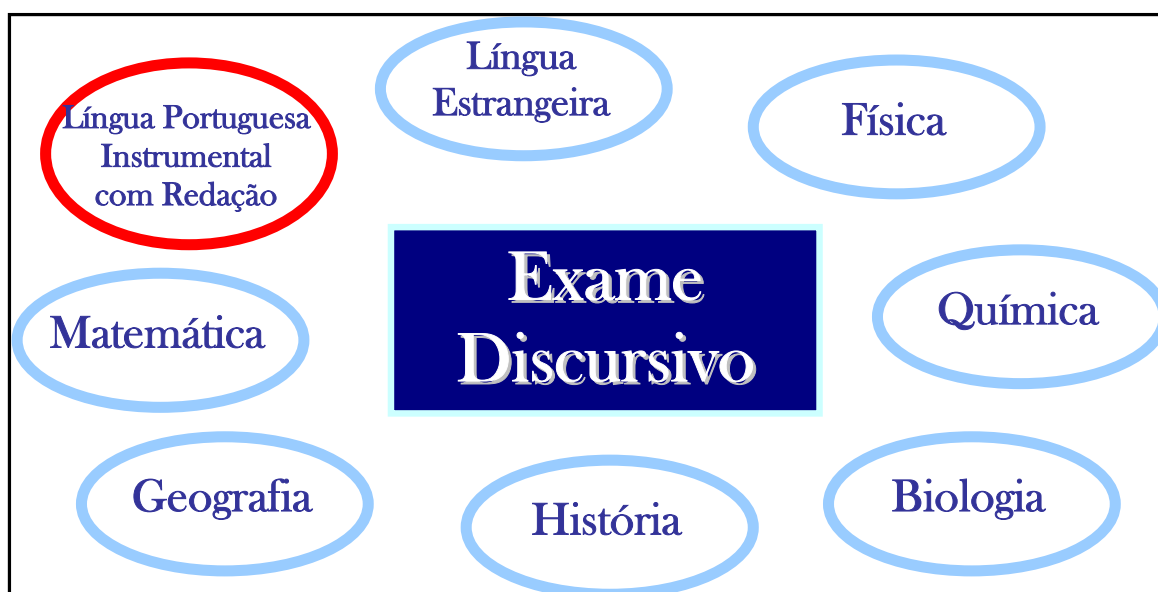 Língua
Estrangeira
Física
Língua Portuguesa
Instrumental
com Redação
Exame
Discursivo
Química
Matemática
Geografia
História
Biologia